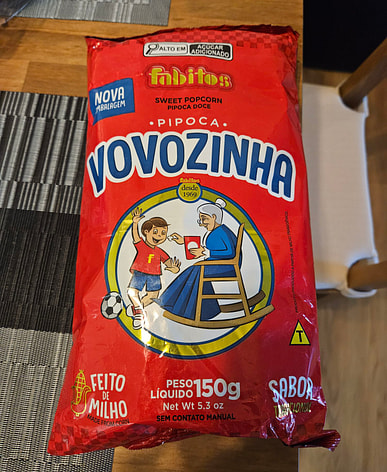 ALTO EM AÇÚCAR
ADICIONADO
Fabitos
SWEET POPCORN
PIPOCA DOCE
NOVA
EMBALAGEM
• PIPOCA •
VOVOZINHA
desde
1969
f
T
FEITO
DE
MILHO
PESO
LÍQUIDO 150g
Net Wt 5.3 oz
SEM CONTATO MANUAL
SABOR